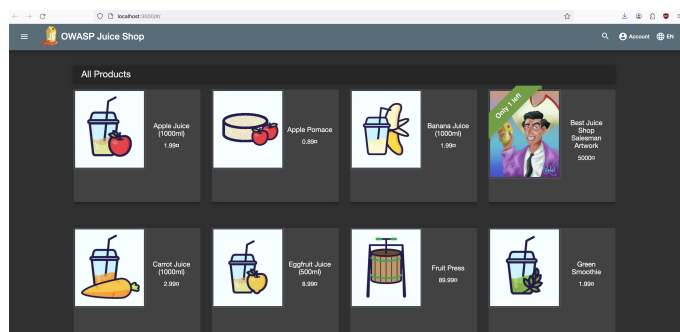 localhost:3000/#/
OWASP Juice Shop
Account
EN
All Products
Apple Juice
(1000ml)
1.99¤
Apple Pomace
0.89¤
Banana Juice
(1000ml)
1.99¤
Only 1 left
Best Juice
Shop
Salesman
Artwork
5000¤
Carrot Juice
(1000ml)
2.99¤
Eggfruit Juice
(500ml)
8.99¤
Fruit Press
89.99¤
Green
Smoothie
1.99¤